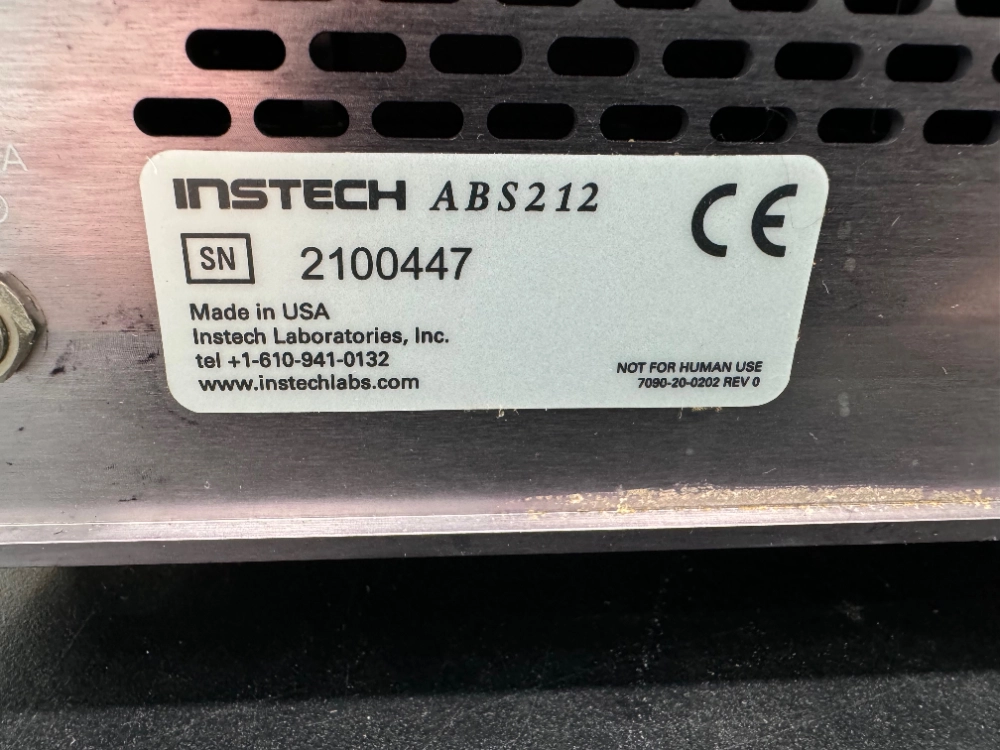 INSTECH ABS212
CE
SN 2100447
Made in USA
Instech Laboratories, Inc.
tel +1-610-941-0132
www.instechlabs.com
NOT FOR HUMAN USE
7090-20-0202 REV 0